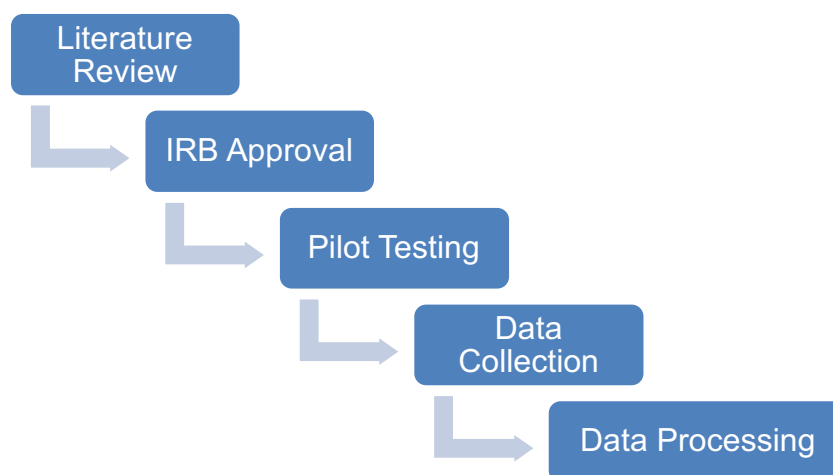 Literature
Review
IRB Approval
Pilot Testing
Data
Collection
Data Processing